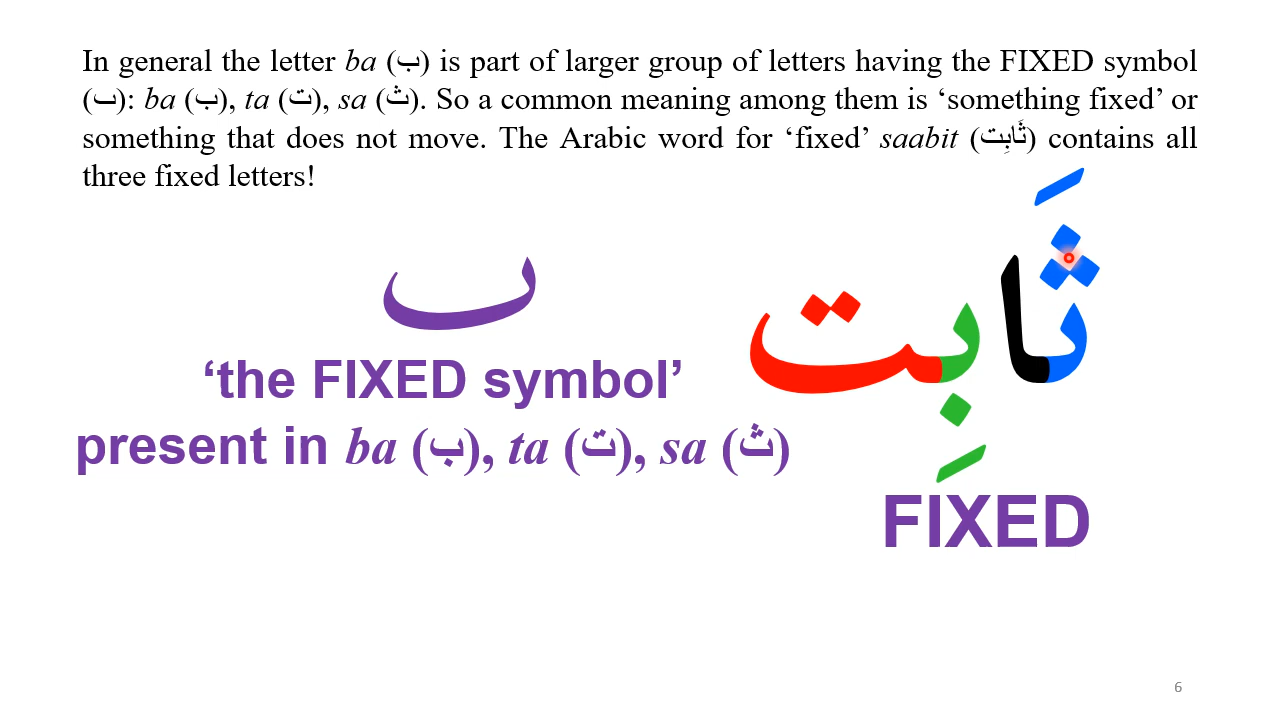 In general the letter ba (ب) is part of larger group of letters having the FIXED symbol
(ٮ): ba (ب), ta (ت), sa (ث). So a common meaning among them is ‘something fixed’ or
something that does not move. The Arabic word for ‘fixed’ saabit (ثَابِت) contains all
three fixed letters!
ٮ
‘the FIXED symbol’
present in ba (ب), ta (ت), sa (ث)
ثَابِت
FIXED
6